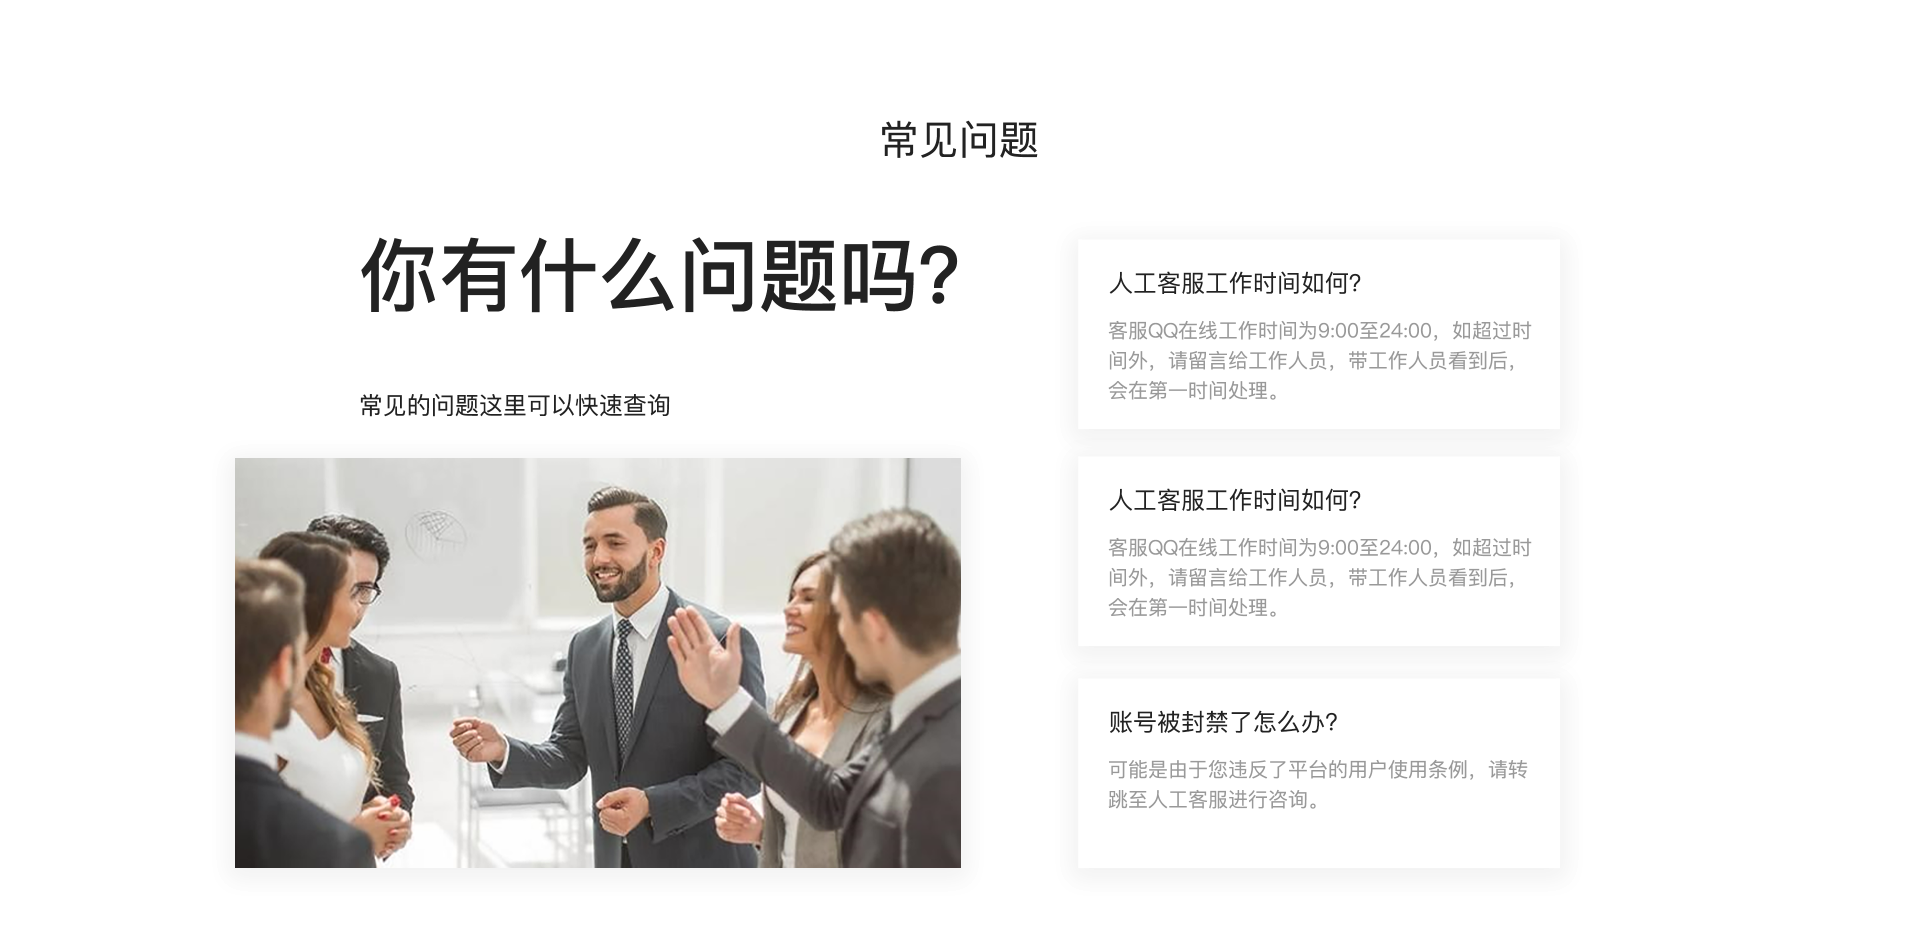 常见问题
你有什么问题吗?
常见的问题这里可以快速查询
人工客服工作时间如何?
客服QQ在线工作时间为9:00至24:00，如超过时
间外，请留言给工作人员，带工作人员看到后，
会在第一时间处理。
人工客服工作时间如何?
客服QQ在线工作时间为9:00至24:00，如超过时
间外，请留言给工作人员，带工作人员看到后，
会在第一时间处理。
账号被封禁了怎么办?
可能是由于您违反了平台的用户使用条例，请转
跳至人工客服进行咨询。